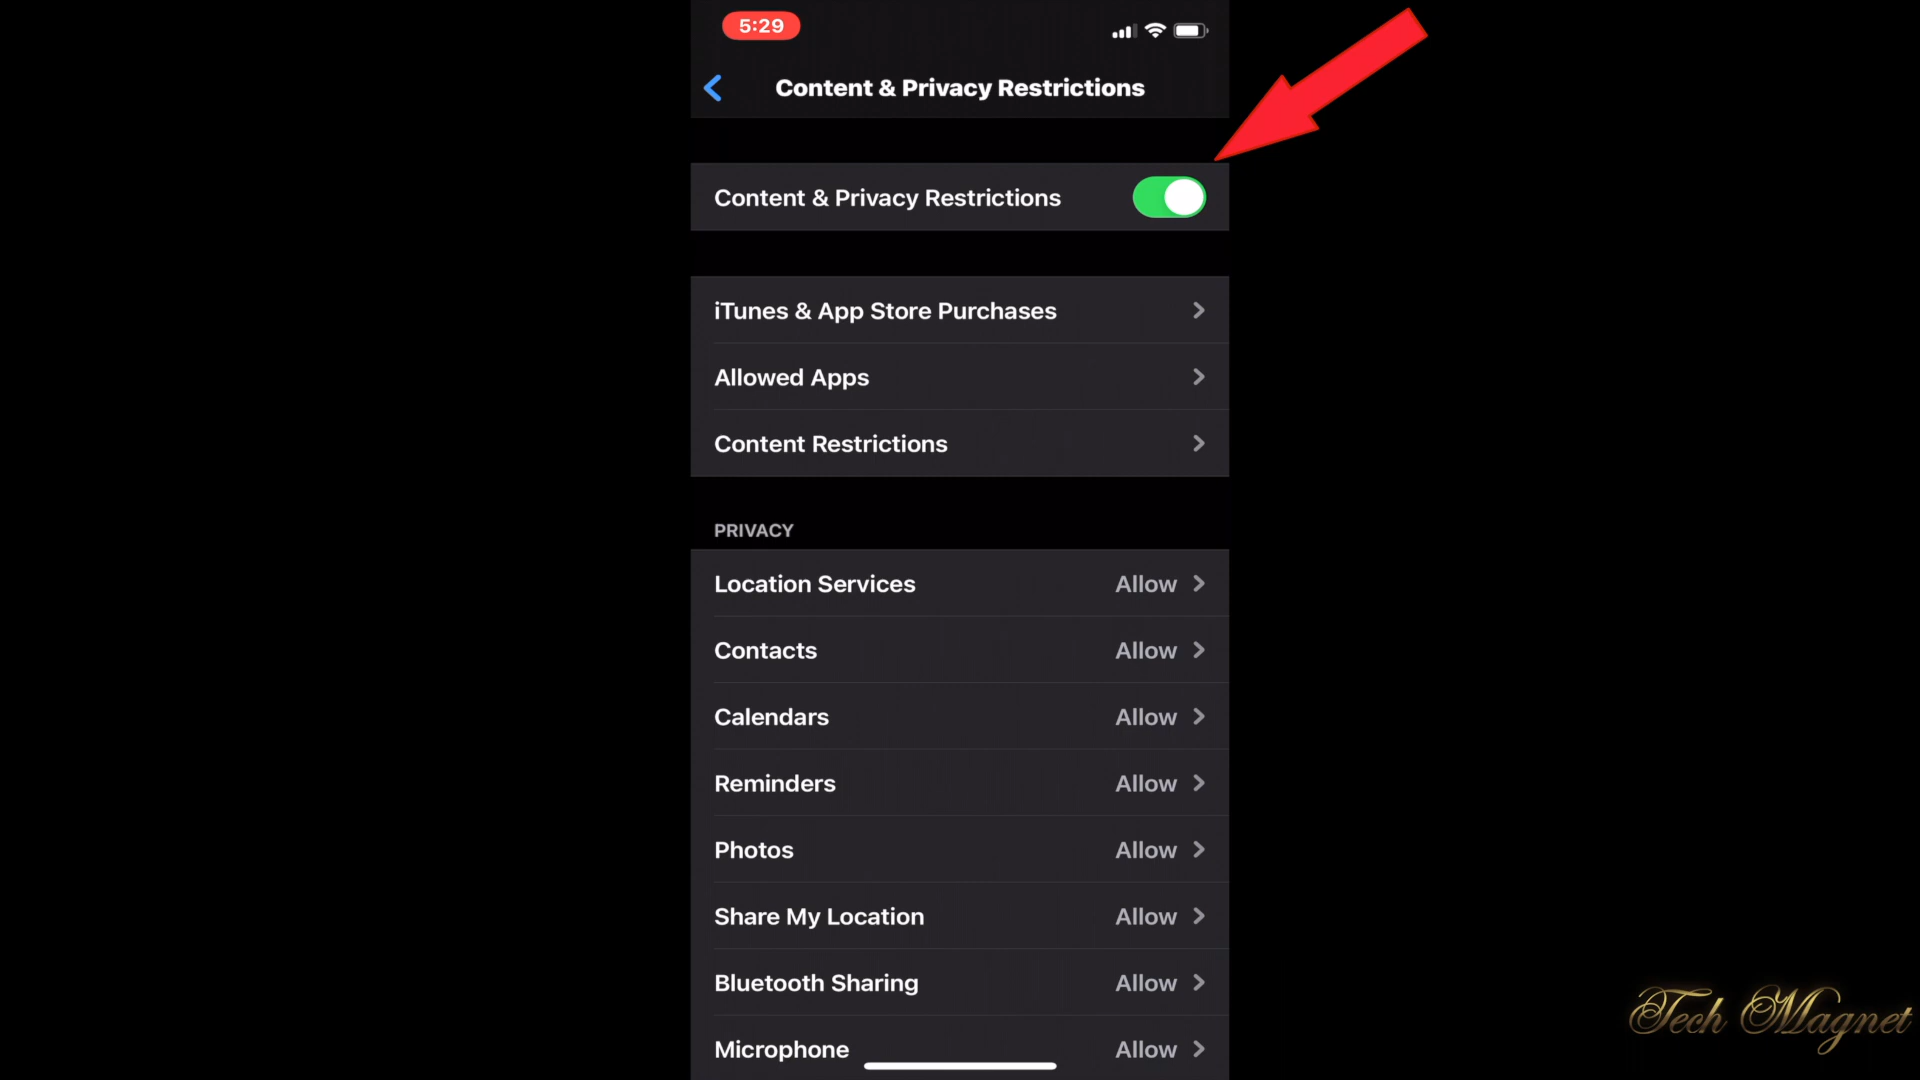 5:29
Content & Privacy Restrictions
Content & Privacy Restrictions
iTunes & App Store Purchases
Allowed Apps
Content Restrictions
PRIVACY
Location Services Allow
Contacts Allow
Calendars Allow
Reminders Allow
Photos Allow
Share My Location Allow
Bluetooth Sharing Allow
Microphone Allow
Tech Magnet